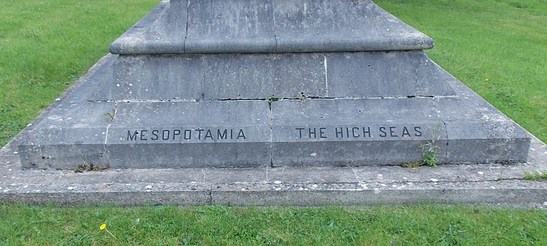 MESOPOTAMIA THE HIGH SEAS